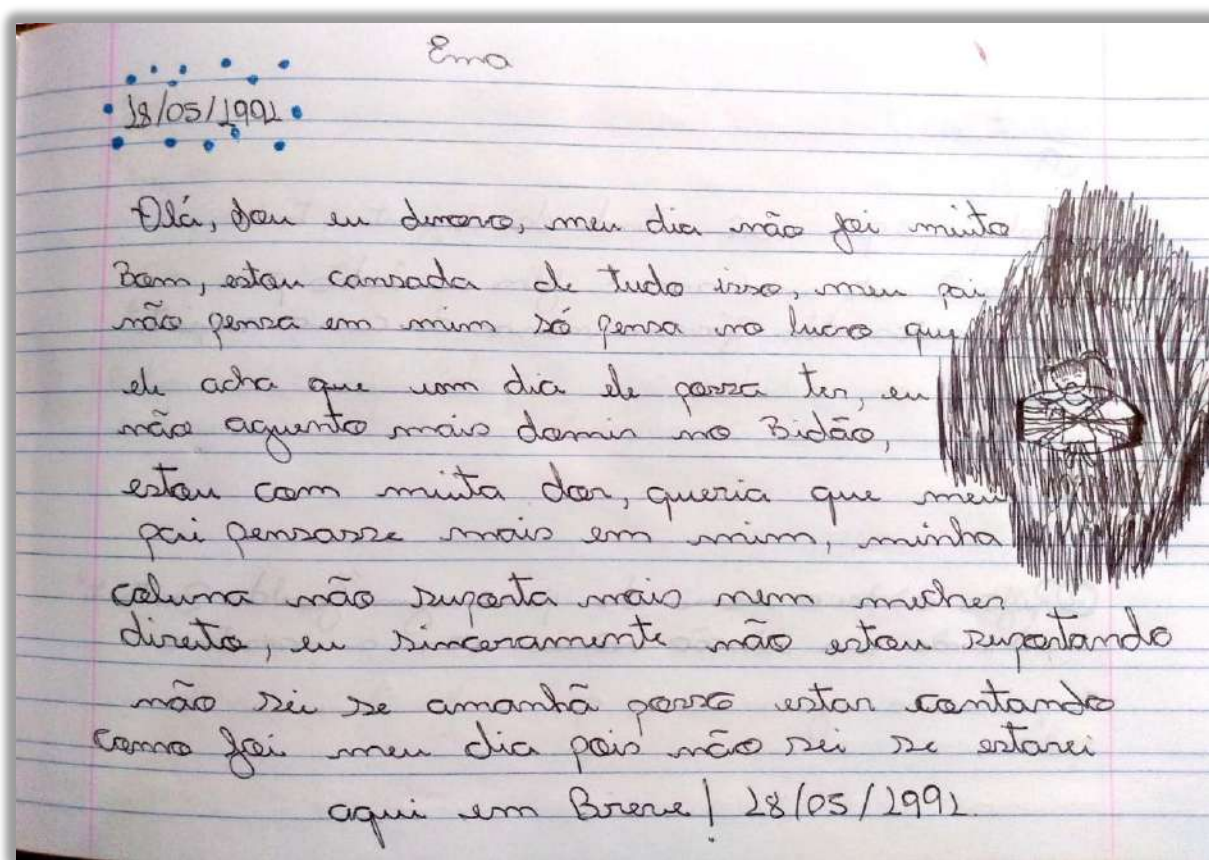 Ema
18/05/1991
Olá, sou eu denovo, meu dia não foi muito
Bom, estou cansada de tudo isso, meu pai
não pensa em mim só pensa no lucro que
ele acha que um dia ele possa ter, eu
não aguento mais dormir no Bidão,
estou com muita dor, queria que meu
pai pensasse mais em mim, minha
coluna não suporta mais nem mecher
direito, eu sinceramente não estou suportando
não sei se amanhã posso estar contando
como foi meu dia pois não sei se estarei
aqui em Breve! 18/05/1991